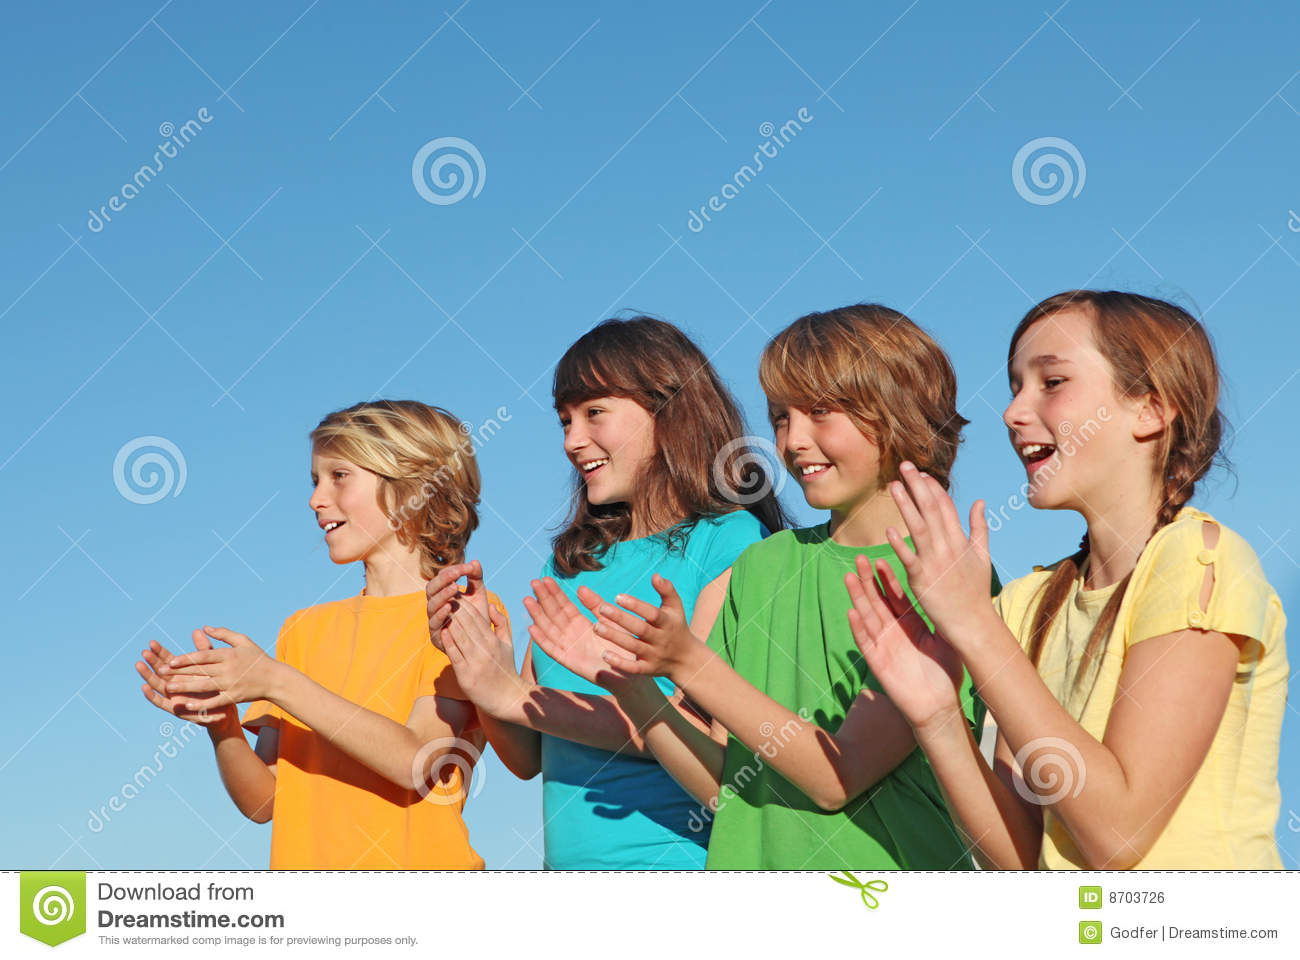 dreamstime
dreamstime
dreamstime
dreamstime
dreamstime
dreamstime
Download from
Dreamstime.com
This watermarked comp image is for previewing purposes only.
ID 8703726
© Godfer | Dreamstime.com